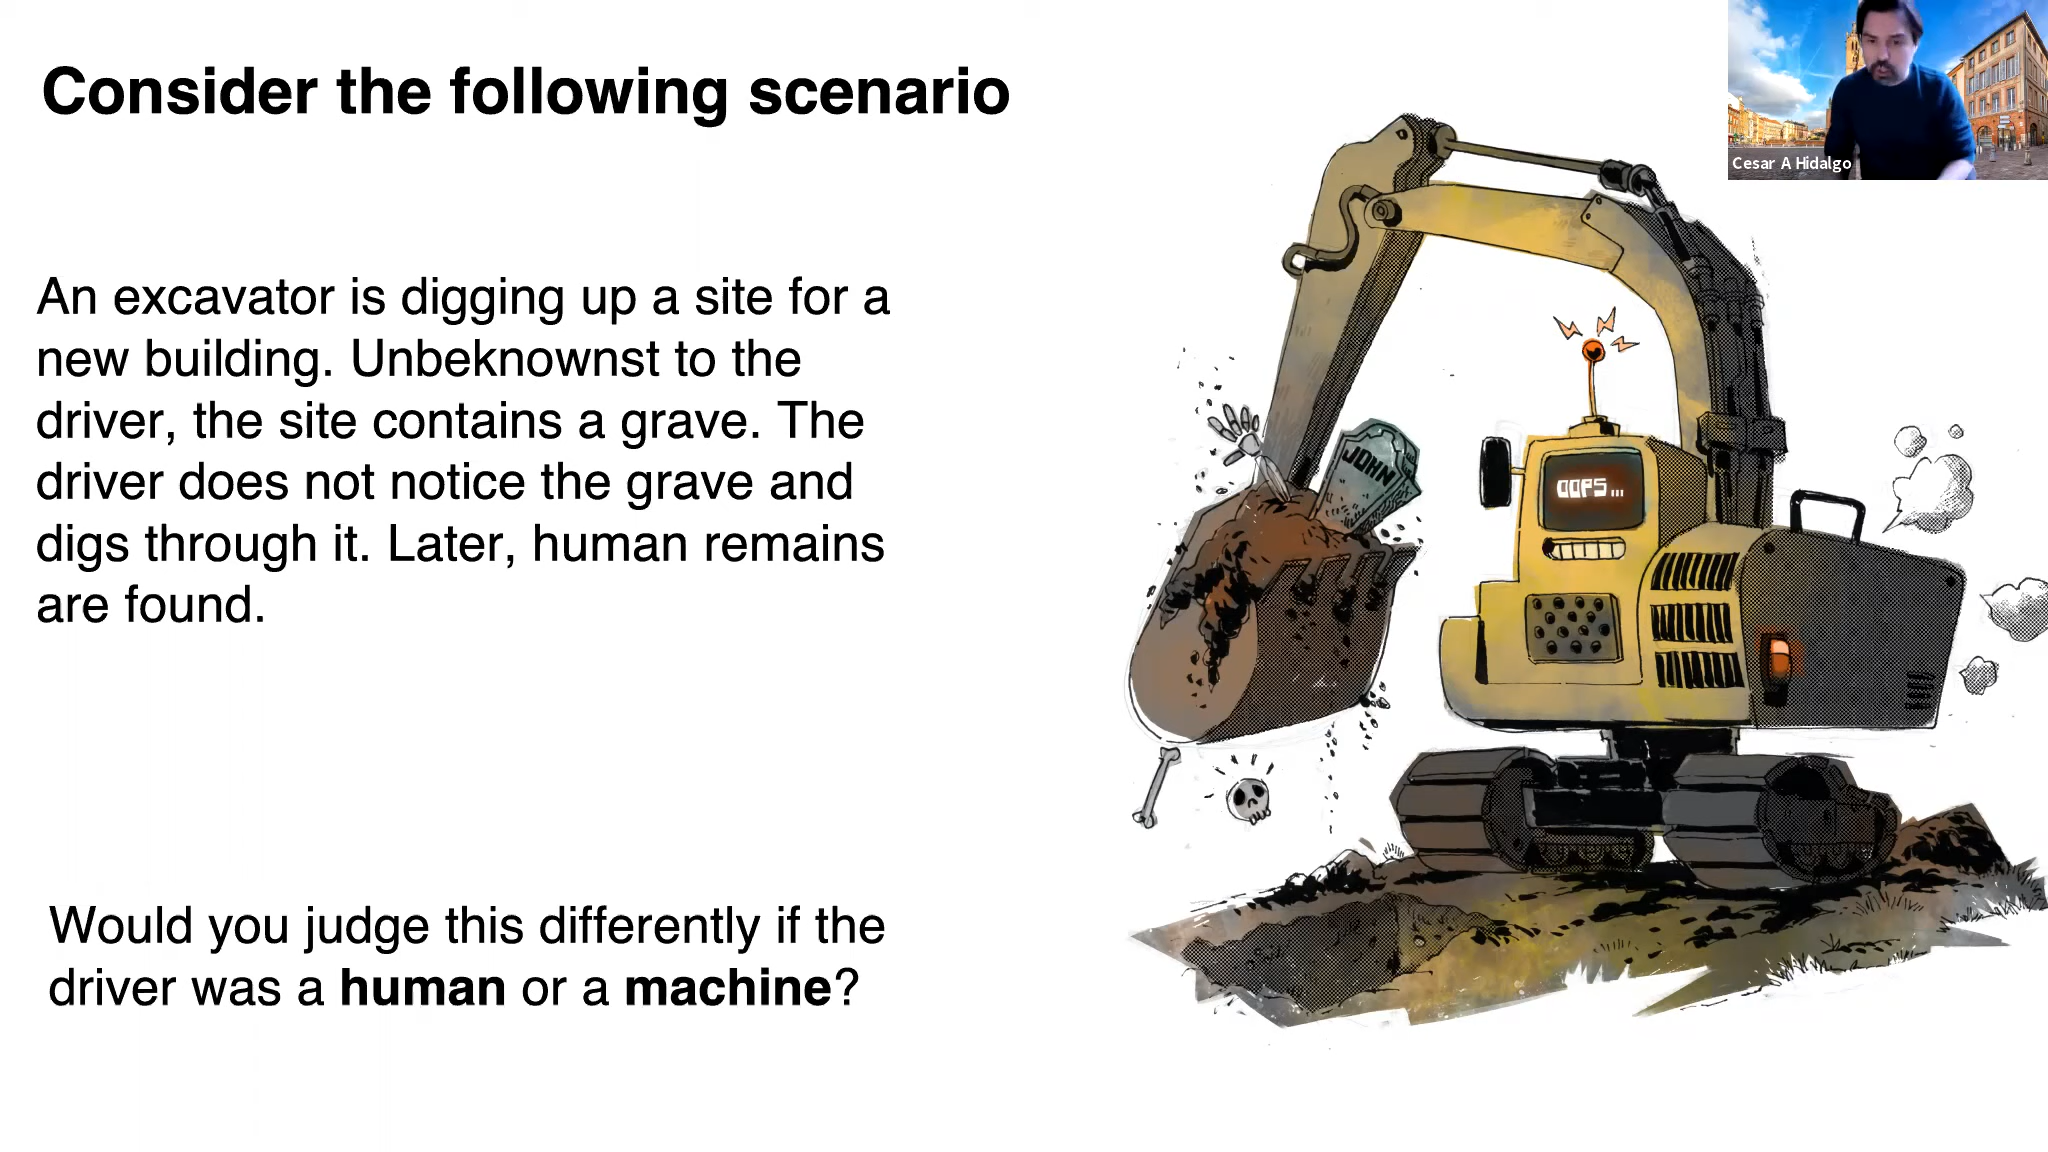 Consider the following scenario
Cesar A Hidalgo
An excavator is digging up a site for a
new building. Unbeknownst to the
driver, the site contains a grave. The
driver does not notice the grave and
digs through it. Later, human remains
are found.
JOHN
OOPS...
Would you judge this differently if the
driver was a human or a machine?